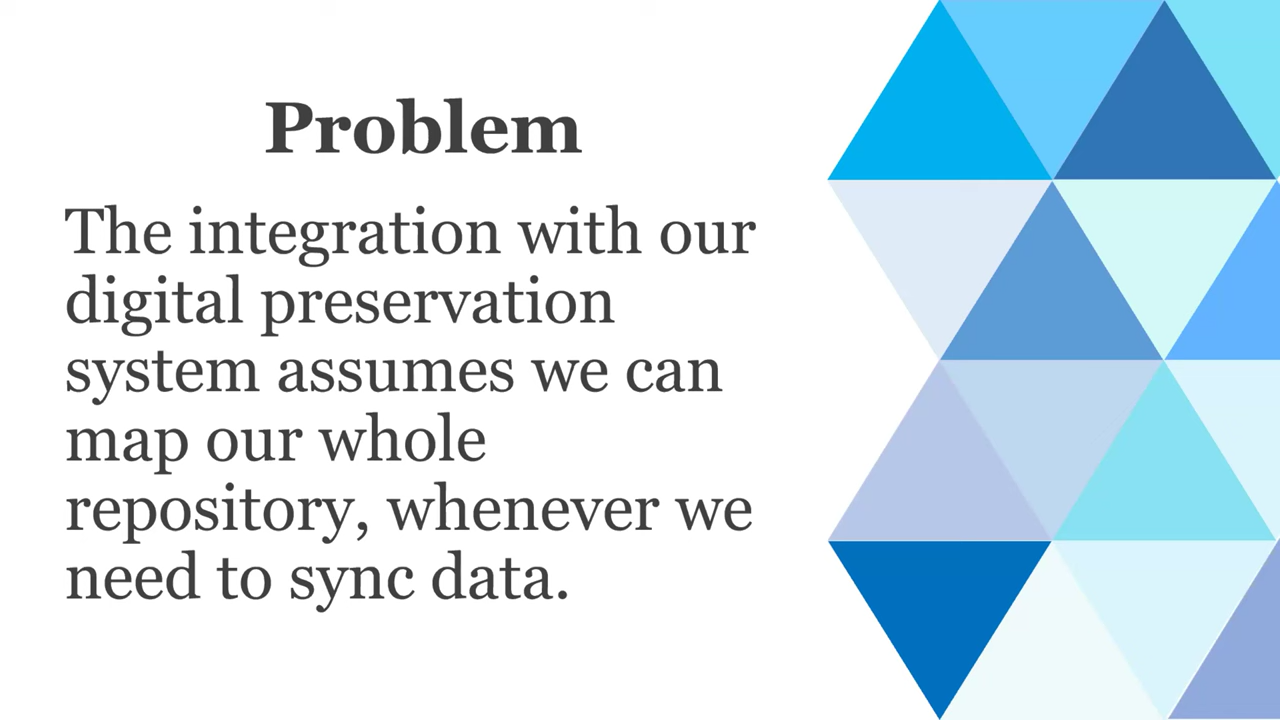 Problem
The integration with our
digital preservation
system assumes we can
map our whole
repository, whenever we
need to sync data.